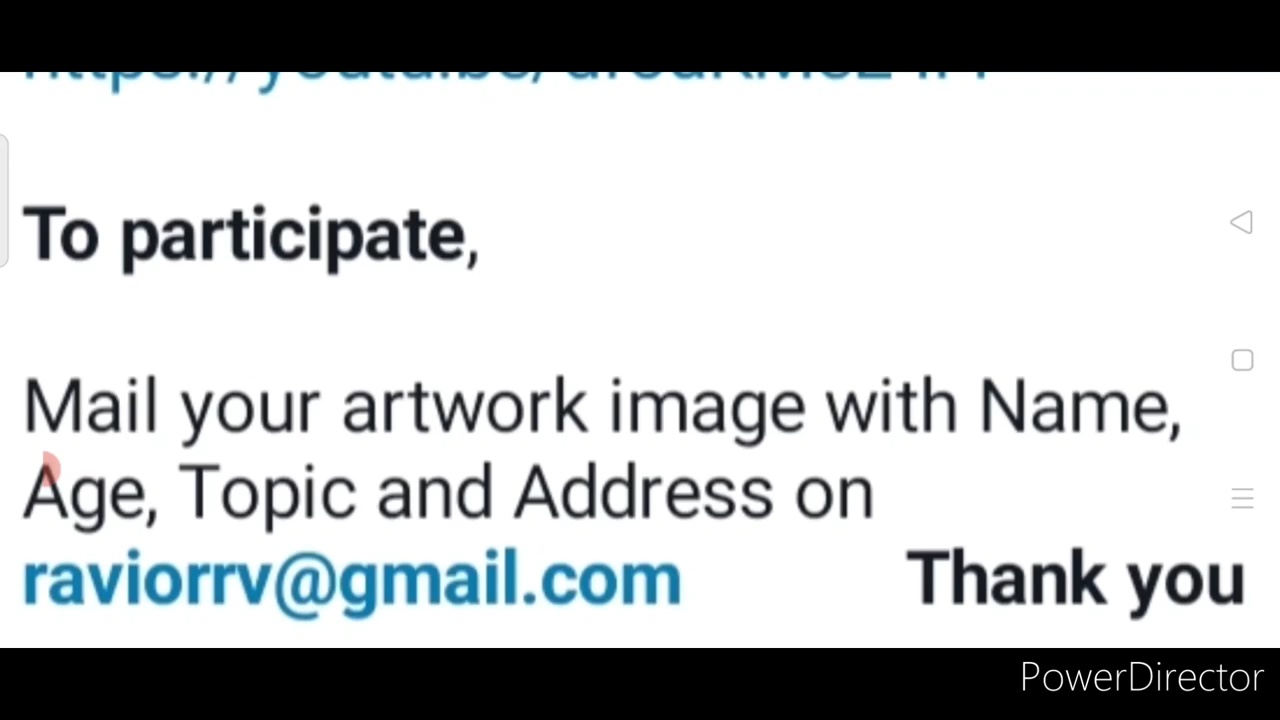 To participate,
Mail your artwork image with Name,
Age, Topic and Address on
raviorrv@gmail.com Thank you
PowerDirector